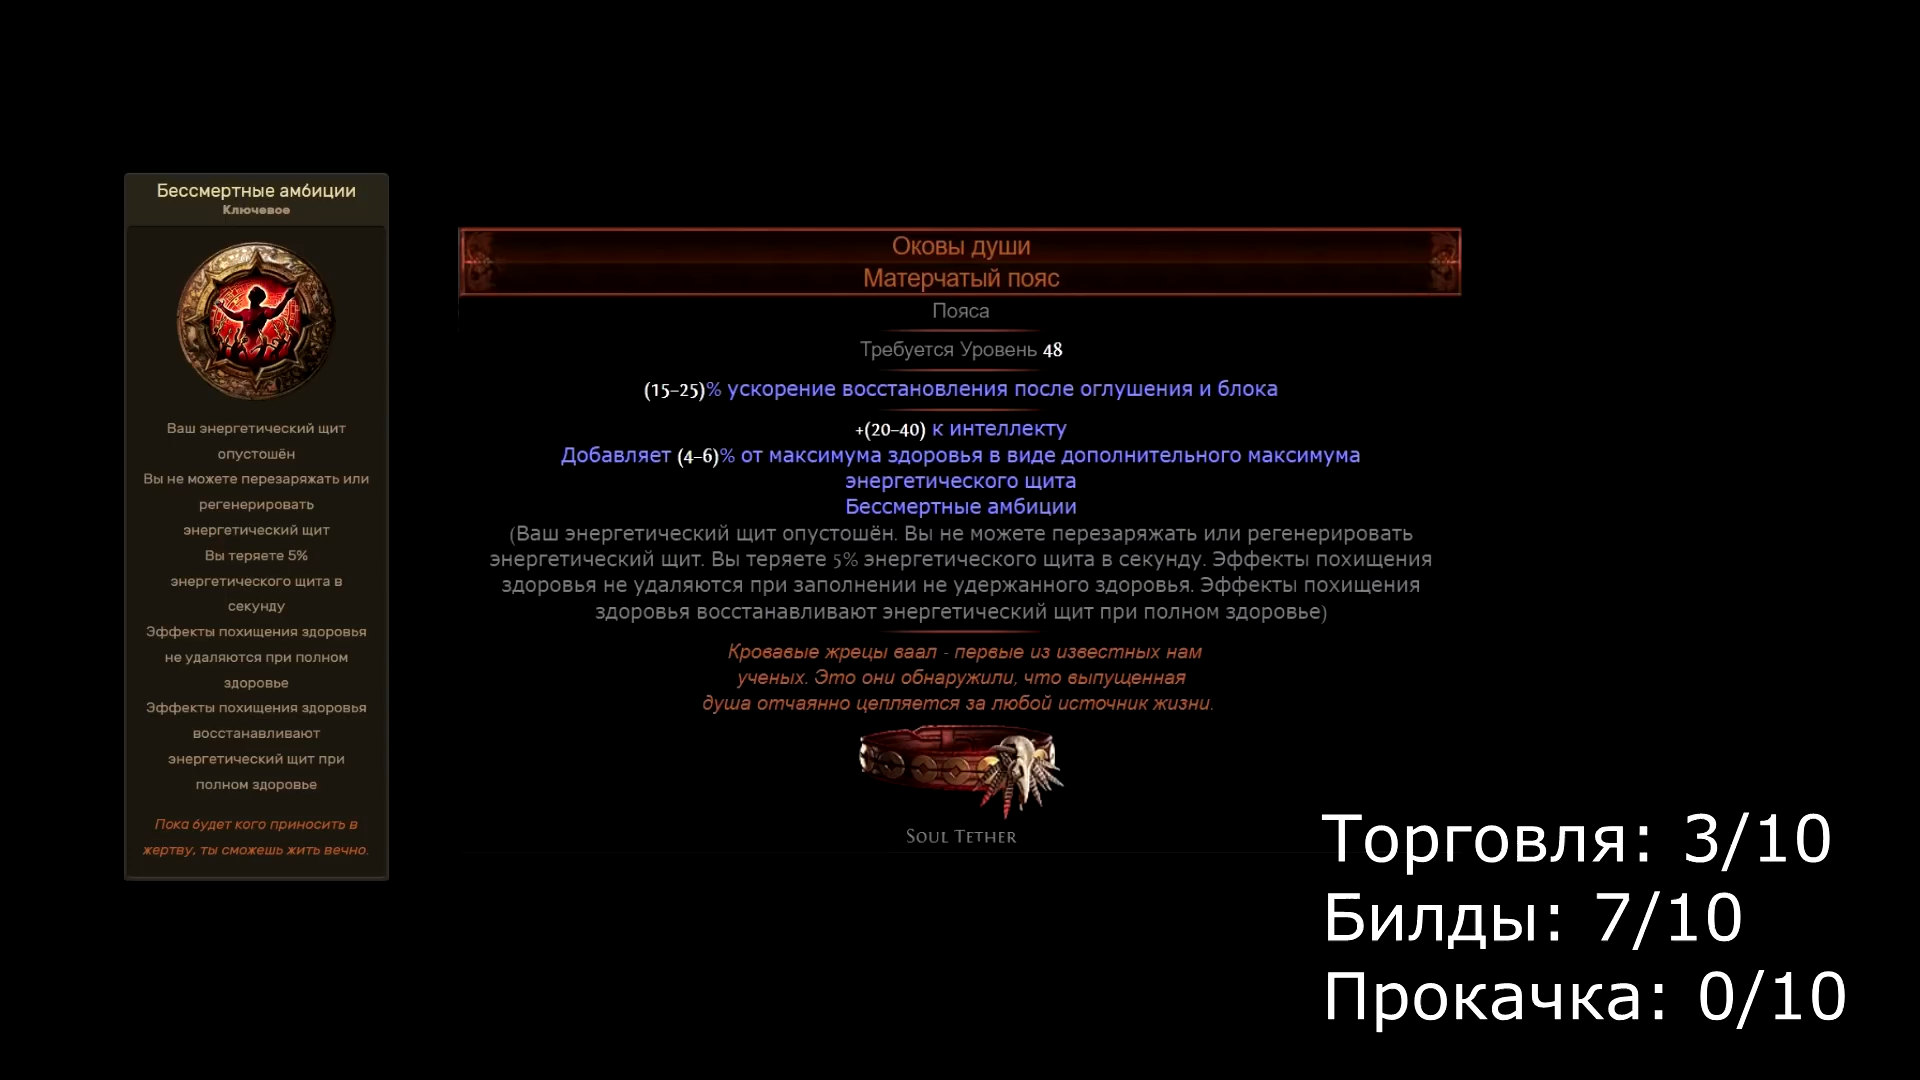 Бессмертные амбиции
Ключевое
Ваш энергетический щит
опустошён
Вы не можете перезаряжать или
регенерировать
энергетический щит
Вы теряете 5%
энергетического щита в
секунду
Эффекты похищения здоровья
не удаляются при полном
здоровье
Эффекты похищения здоровья
восстанавливают
энергетический щит при
полном здоровье
Пока будет кого приносить в
жертву, ты сможешь жить вечно.
Оковы души
Матерчатый пояс
Пояса
Требуется Уровень 48
(15–25)% ускорение восстановления после оглушения и блока
+(20–40) к интеллекту
Добавляет (4–6)% от максимума здоровья в виде дополнительного максимума
энергетического щита
Бессмертные амбиции
(Ваш энергетический щит опустошён. Вы не можете перезаряжать или регенерировать
энергетический щит. Вы теряете 5% энергетического щита в секунду. Эффекты похищения
здоровья не удаляются при заполнении не удержанного здоровья. Эффекты похищения
здоровья восстанавливают энергетический щит при полном здоровье)
Кровавые жрецы ваал - первые из известных нам
ученых. Это они обнаружили, что выпущенная
душа отчаянно цепляется за любой источник жизни.
Soul Tether
Торговля: 3/10
Билды: 7/10
Прокачка: 0/10